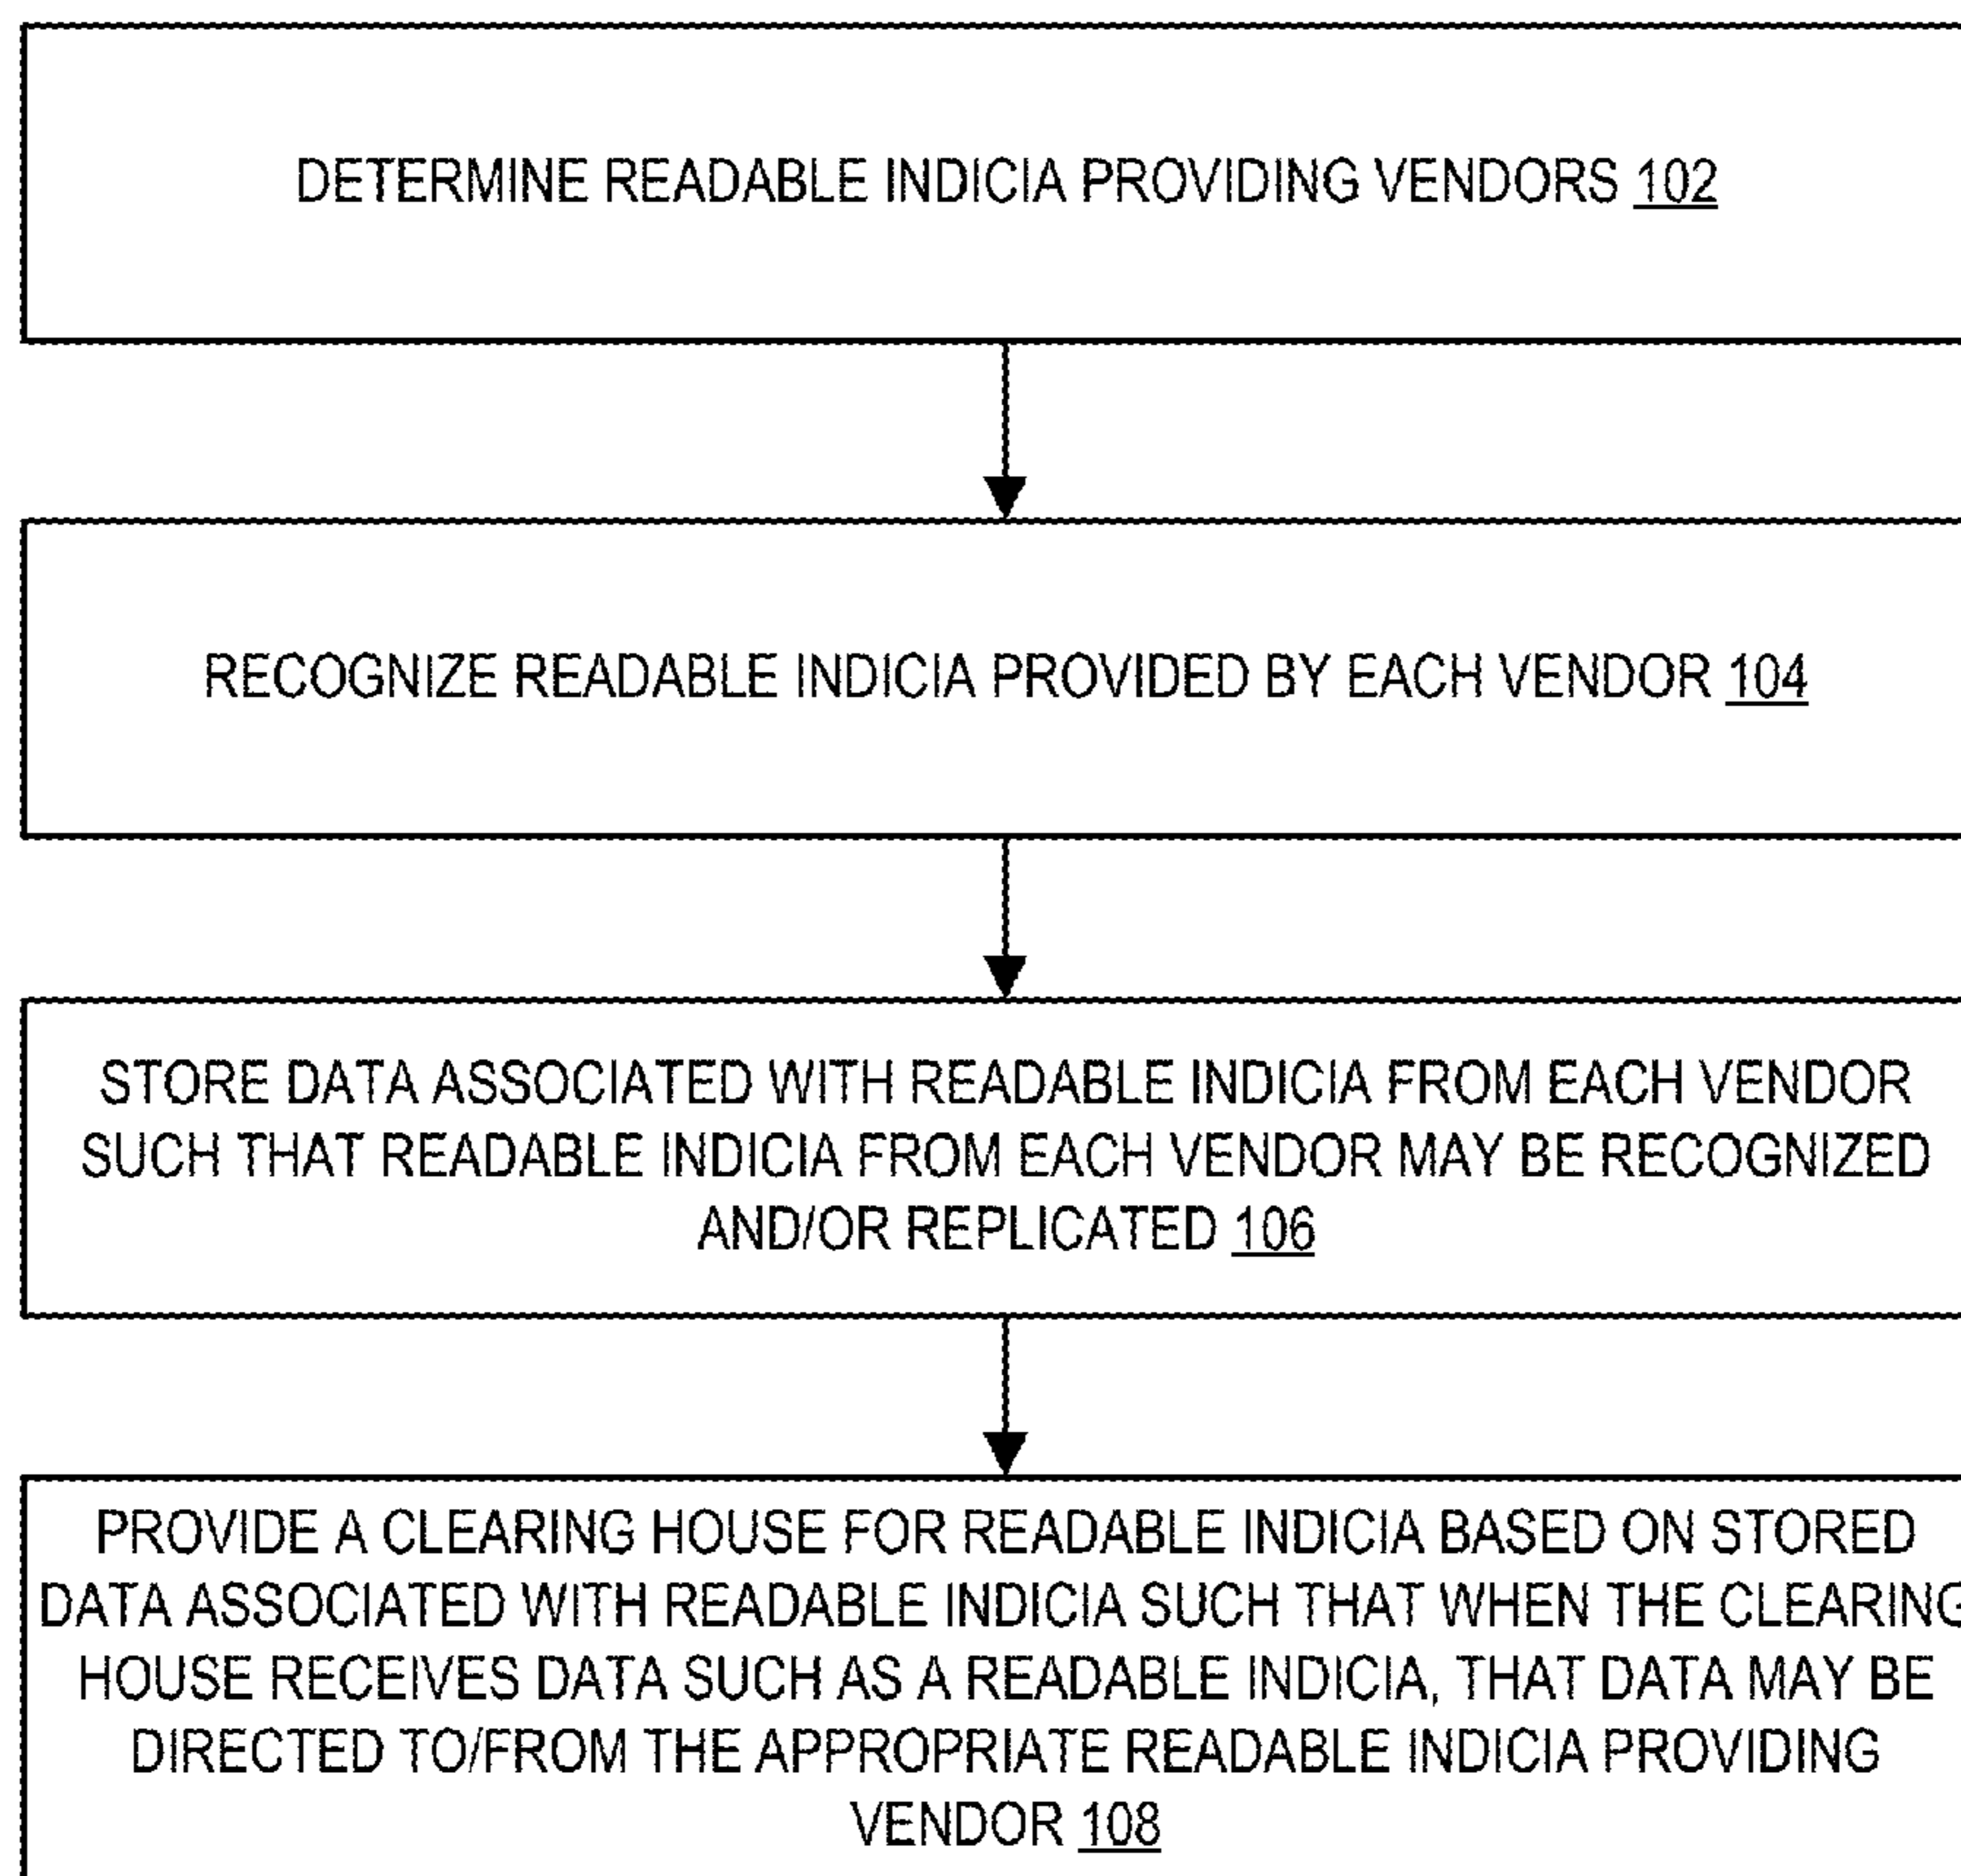 DETERMINE READABLE INDICIA PROVIDING VENDORS 102
RECOGNIZE READABLE INDICIA PROVIDED BY EACH VENDOR 104
STORE DATA ASSOCIATED WITH READABLE INDICIA FROM EACH VENDOR
SUCH THAT READABLE INDICIA FROM EACH VENDOR MAY BE RECOGNIZED
AND/OR REPLICATED 106
PROVIDE A CLEARING HOUSE FOR READABLE INDICIA BASED ON STORED
DATA ASSOCIATED WITH READABLE INDICIA SUCH THAT WHEN THE CLEARING
HOUSE RECEIVES DATA SUCH AS A READABLE INDICIA, THAT DATA MAY BE
DIRECTED TO/FROM THE APPROPRIATE READABLE INDICIA PROVIDING
VENDOR 108